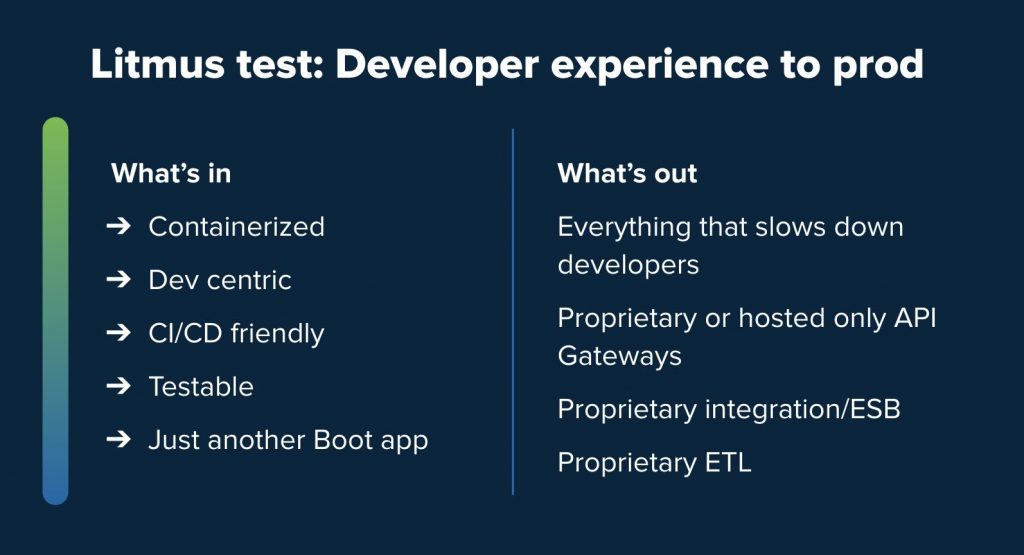 Litmus test: Developer experience to prod
What’s in
➔ Containerized
➔ Dev centric
➔ CI/CD friendly
➔ Testable
➔ Just another Boot app
What’s out
Everything that slows down
developers
Proprietary or hosted only API
Gateways
Proprietary integration/ESB
Proprietary ETL